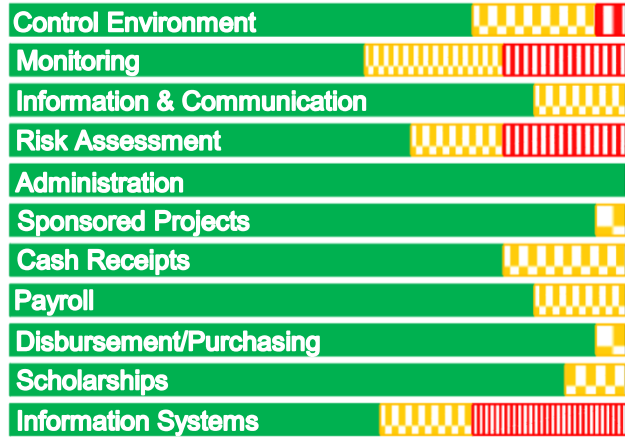 Control Environment
Monitoring
Information & Communication
Risk Assessment
Administration
Sponsored Projects
Cash Receipts
Payroll
Disbursement/Purchasing
Scholarships
Information Systems